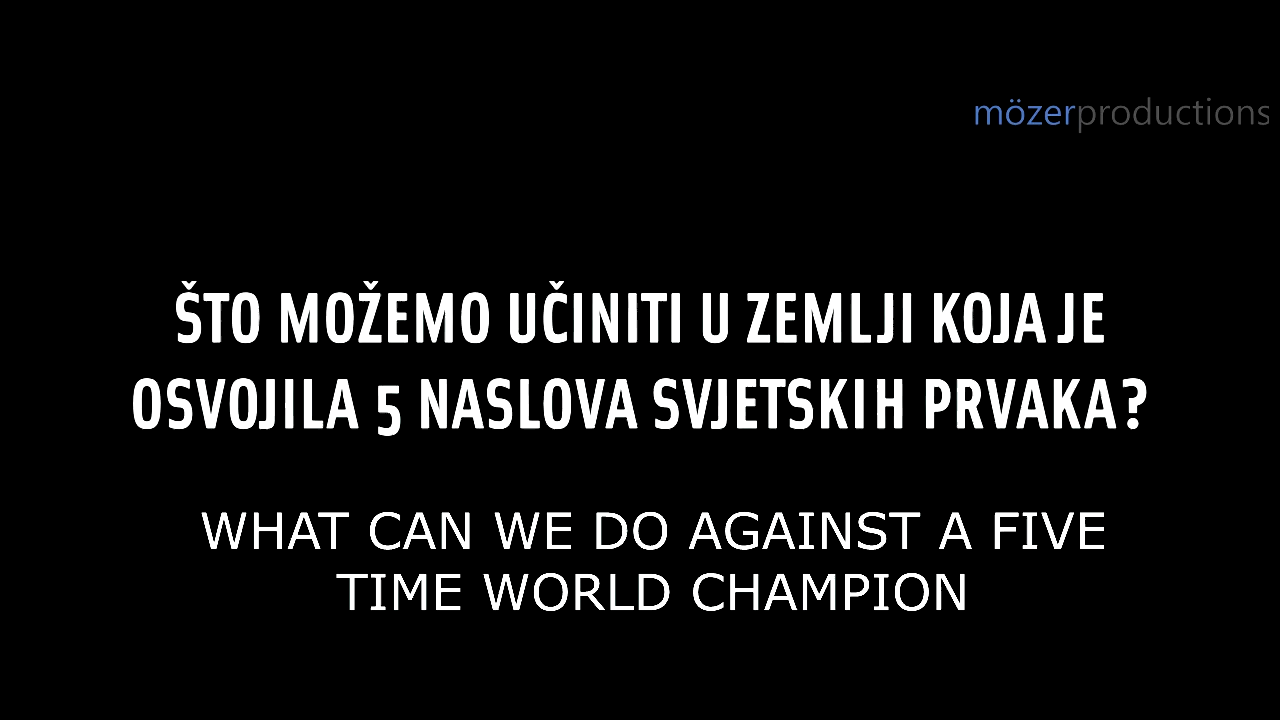 mözerproductions
ŠTO MOŽEMO UČINITI U ZEMLJI KOJA JE
OSVOJILA 5 NASLOVA SVJETSKIH PRVAKA?
WHAT CAN WE DO AGAINST A FIVE
TIME WORLD CHAMPION